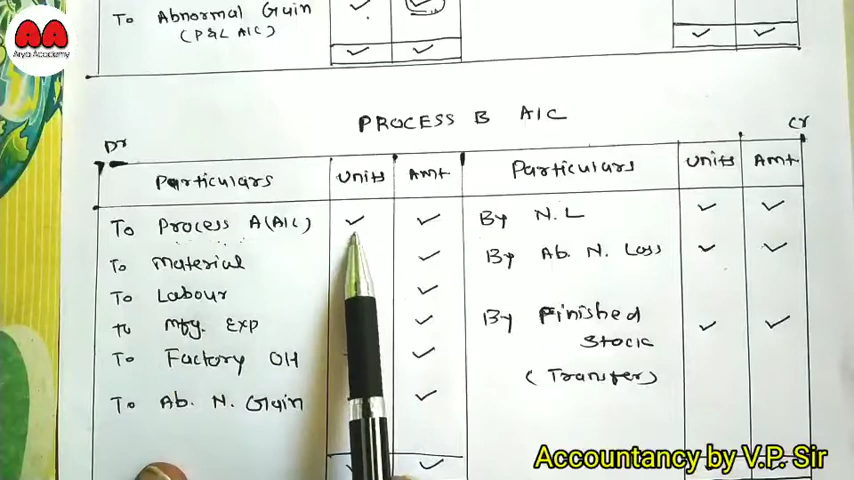 To Abnormal Gain
(P&L A/C)
AA
Arya Academy
PROCESS B A/C
Dr
Cr
Particulars Units Amt Particulars Units Amt
To Process A (A/C) ✓ ✓ By N.L ✓ ✓
To Material ✓ By Ab. N. Loss ✓ ✓
To Labour ✓
To Mfg. Exp ✓ By Finished ✓ ✓
Stock
To Factory OH ✓
(Transfer)
To Ab. N. Gain ✓
Accountancy by V.P. Sir